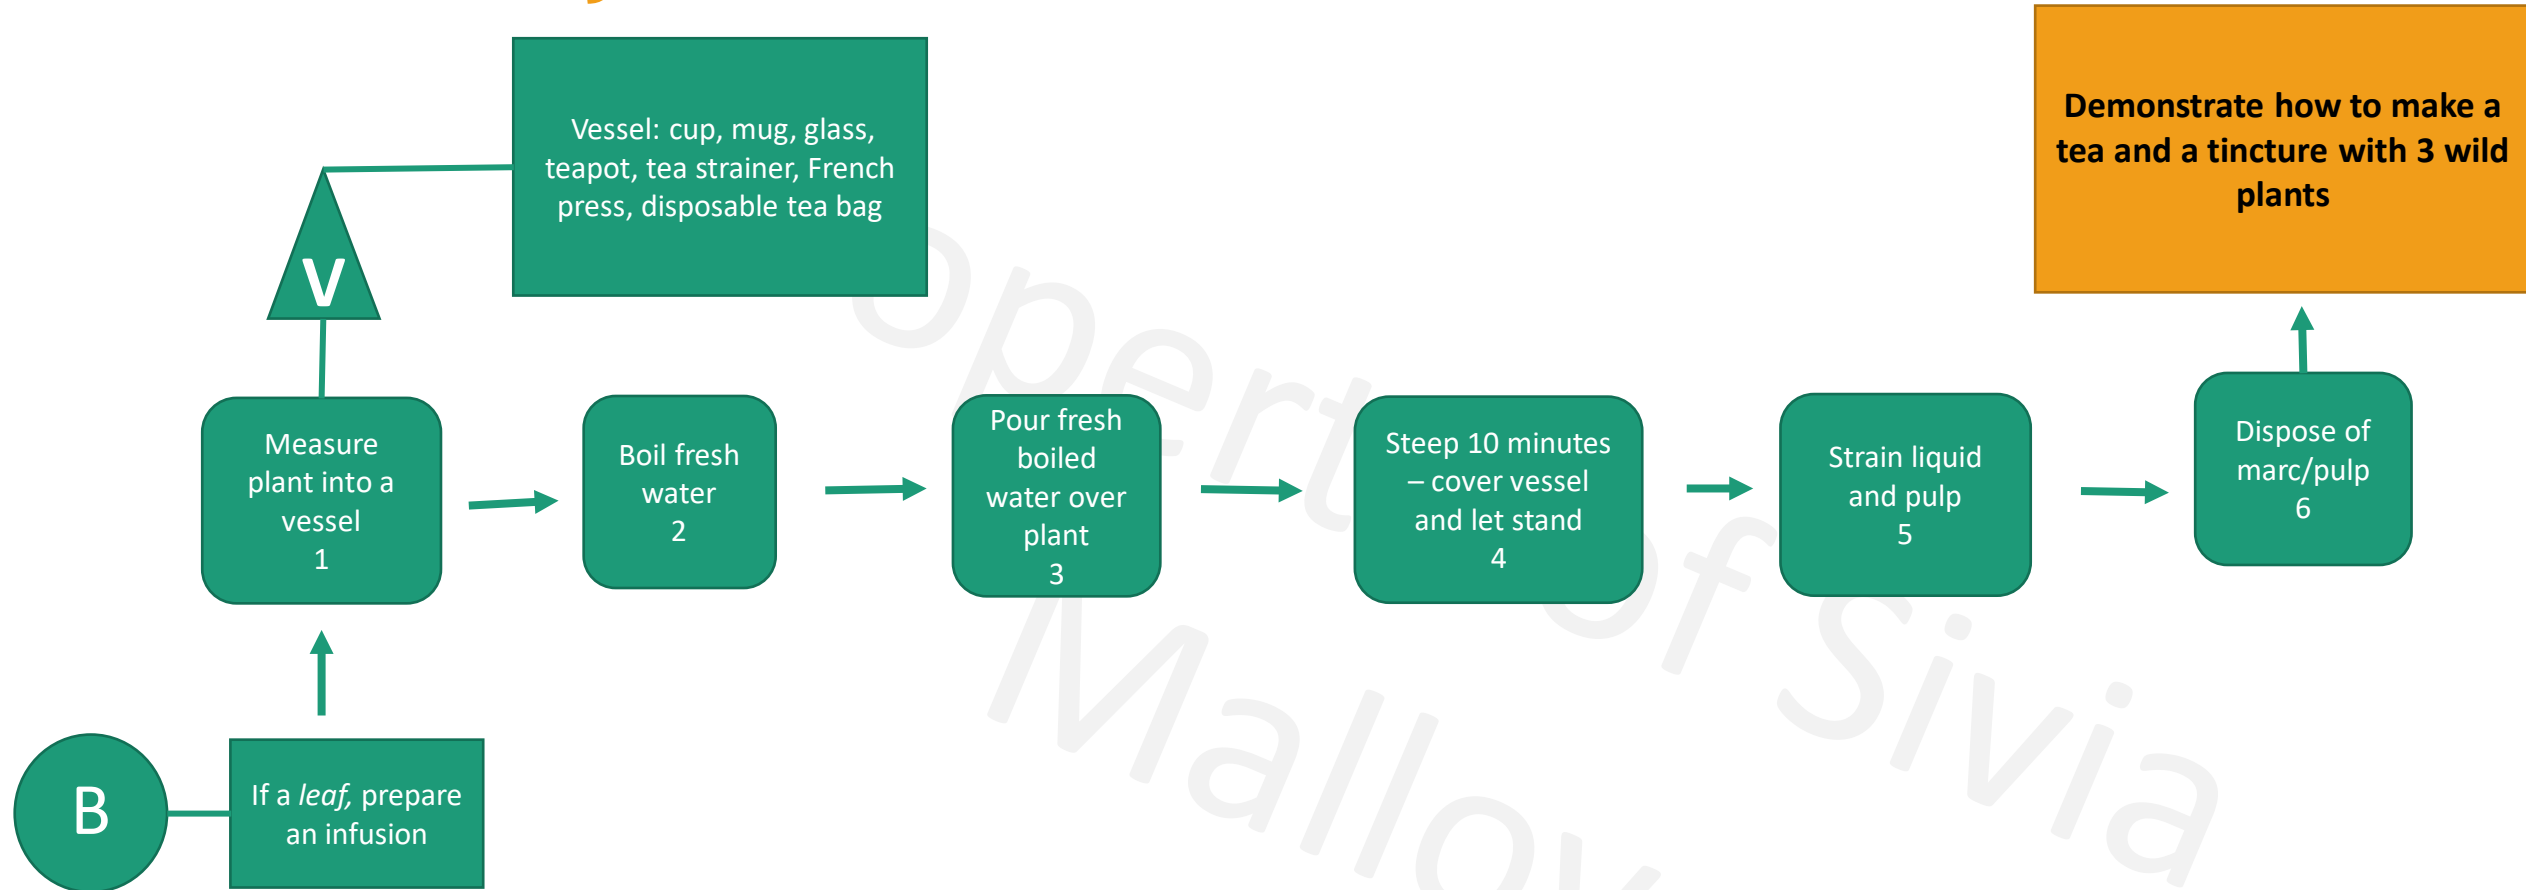 Vessel: cup, mug, glass,
teapot, tea strainer, French
press, disposable tea bag
Demonstrate how to make a
tea and a tincture with 3 wild
plants
V
Measure
plant into a
vessel
1
Boil fresh
water
2
Pour fresh
boiled
water over
plant
3
Steep 10 minutes
– cover vessel
and let stand
4
Strain liquid
and pulp
5
Dispose of
marc/pulp
6
B
If a leaf, prepare
an infusion
of Sivia